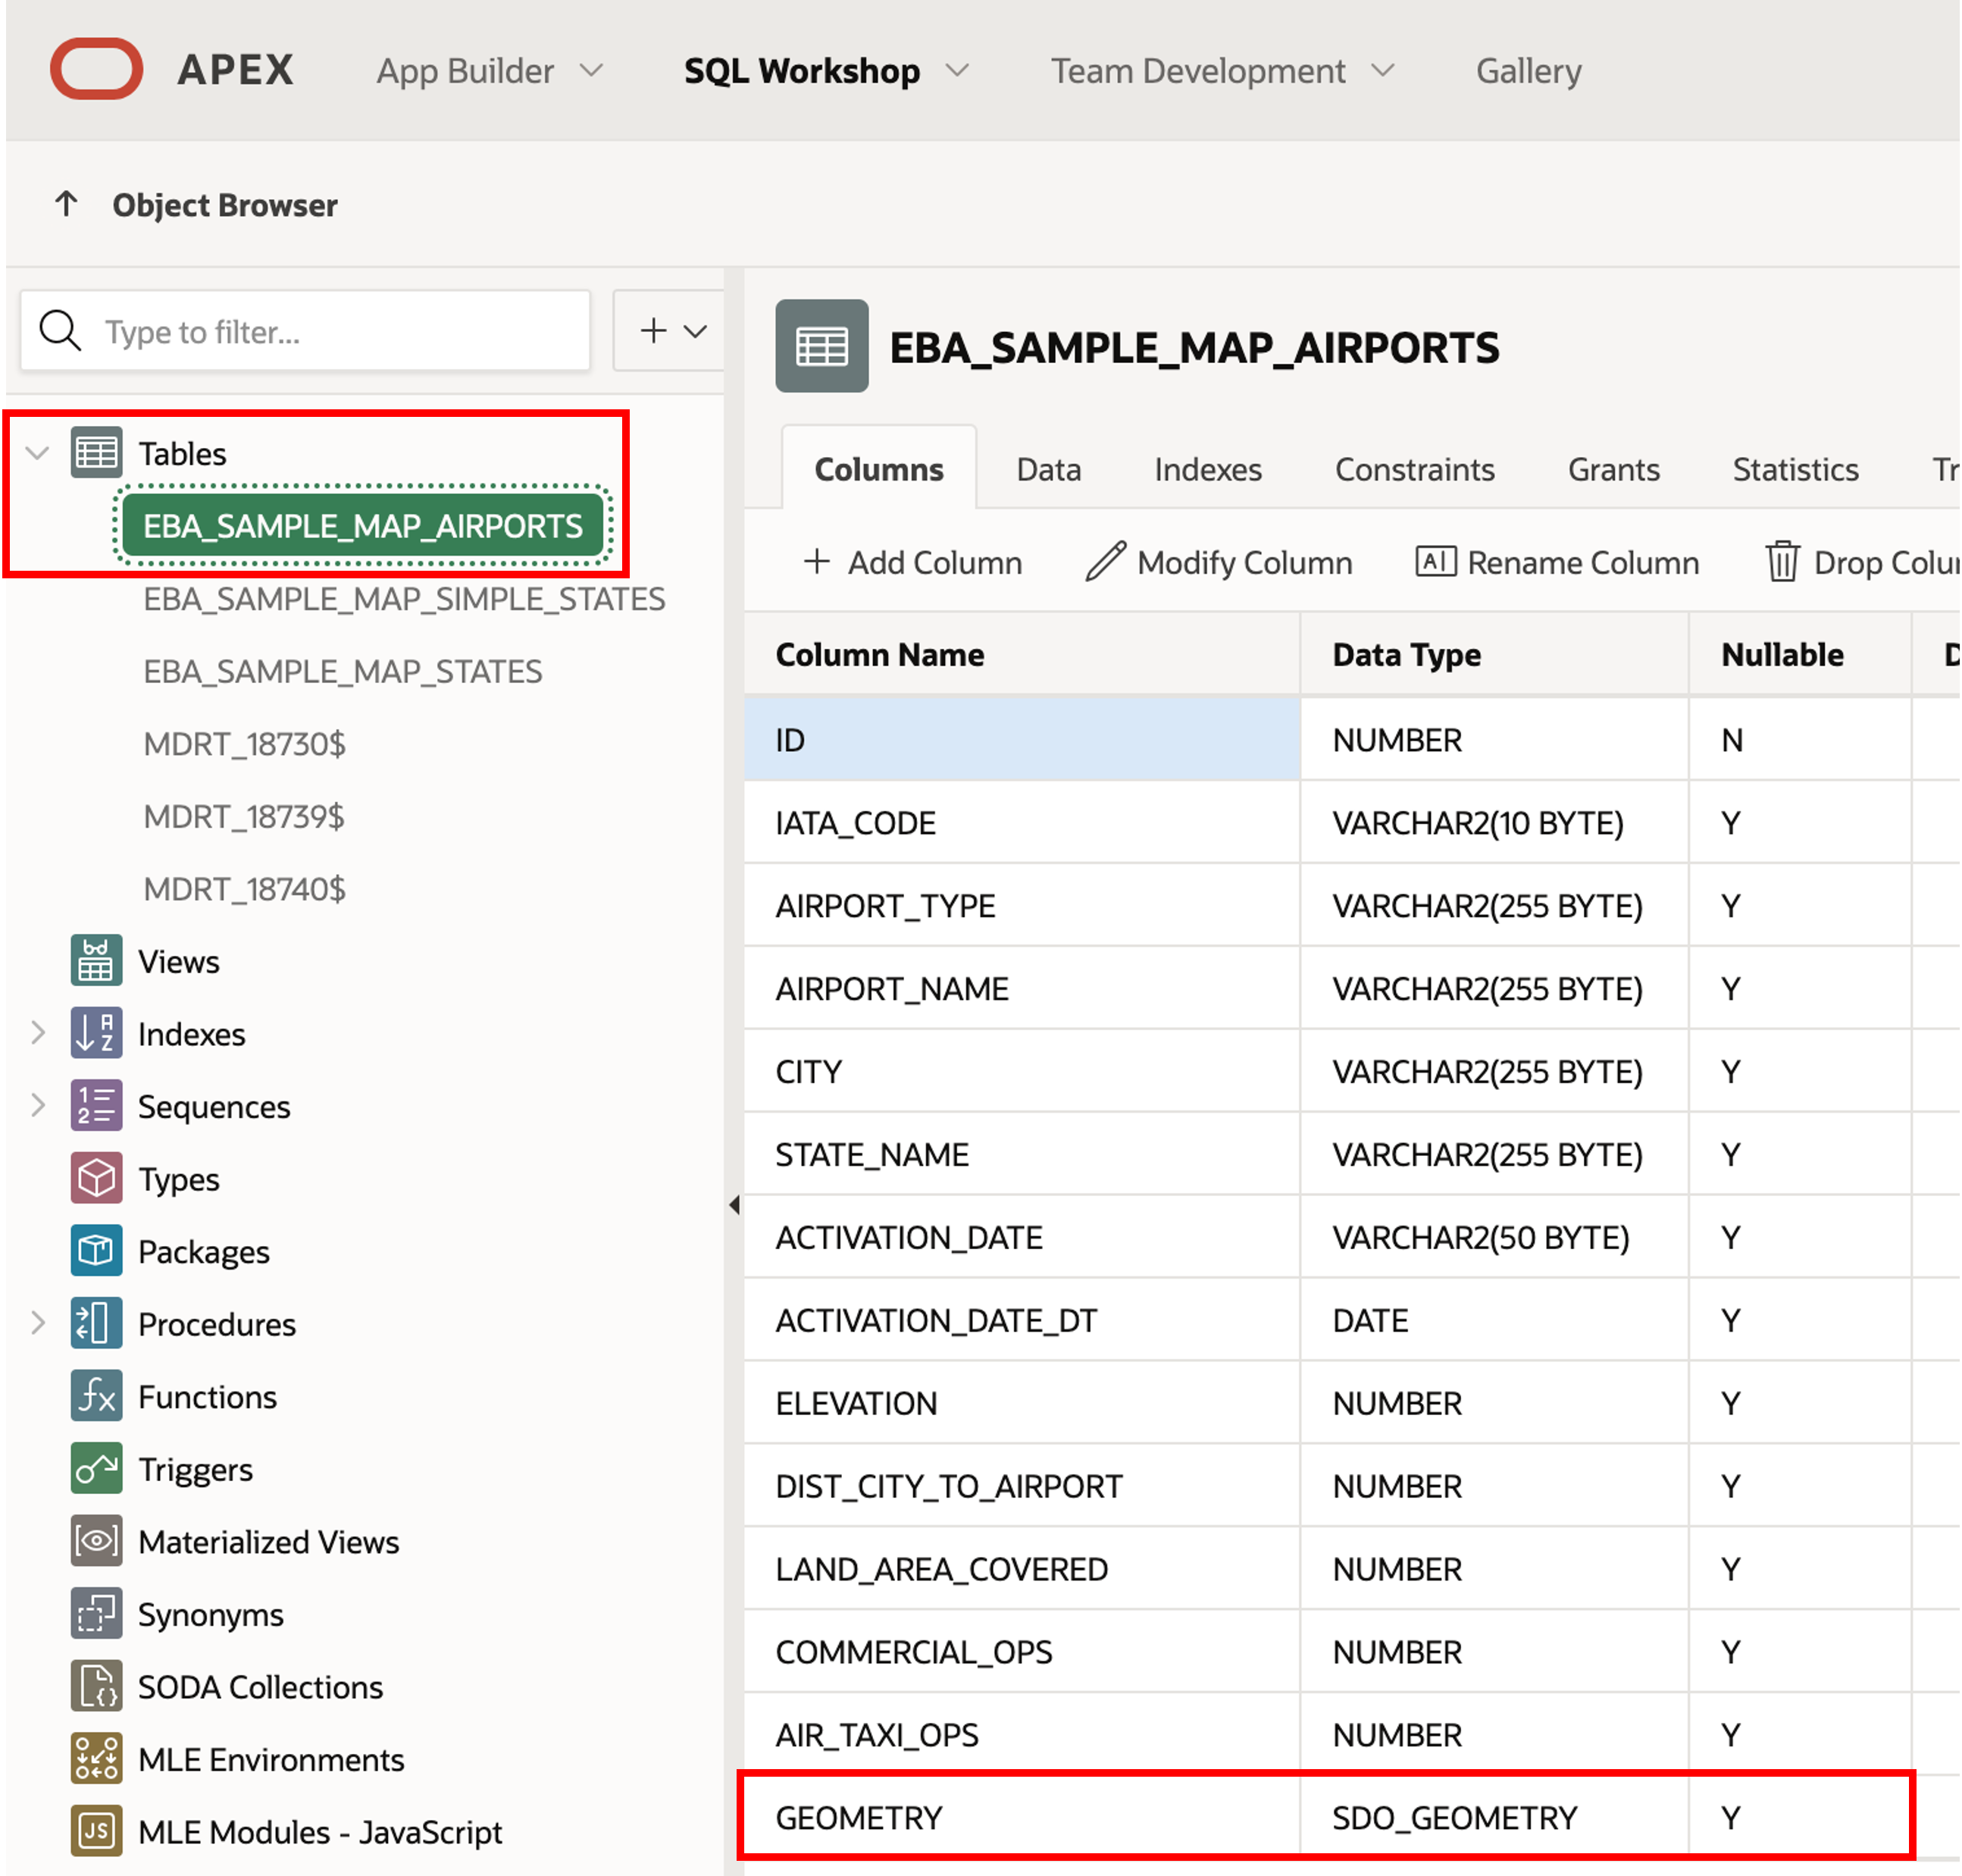 APEX App Builder SQL Workshop Team Development Gallery
Object Browser
Type to filter...
Tables
EBA_SAMPLE_MAP_AIRPORTS
EBA_SAMPLE_MAP_SIMPLE_STATES
EBA_SAMPLE_MAP_STATES
MDRT_18730$
MDRT_18739$
MDRT_18740$
Views
Indexes
Sequences
Types
Packages
Procedures
Functions
Triggers
Materialized Views
Synonyms
SODA Collections
MLE Environments
MLE Modules - JavaScript
EBA_SAMPLE_MAP_AIRPORTS
Columns Data Indexes Constraints Grants Statistics Tr
Add Column Modify Column Rename Column Drop Colu
Column Name Data Type Nullable D
ID NUMBER N
IATA_CODE VARCHAR2(10 BYTE) Y
AIRPORT_TYPE VARCHAR2(255 BYTE) Y
AIRPORT_NAME VARCHAR2(255 BYTE) Y
CITY VARCHAR2(255 BYTE) Y
STATE_NAME VARCHAR2(255 BYTE) Y
ACTIVATION_DATE VARCHAR2(50 BYTE) Y
ACTIVATION_DATE_DT DATE Y
ELEVATION NUMBER Y
DIST_CITY_TO_AIRPORT NUMBER Y
LAND_AREA_COVERED NUMBER Y
COMMERCIAL_OPS NUMBER Y
AIR_TAXI_OPS NUMBER Y
GEOMETRY SDO_GEOMETRY Y